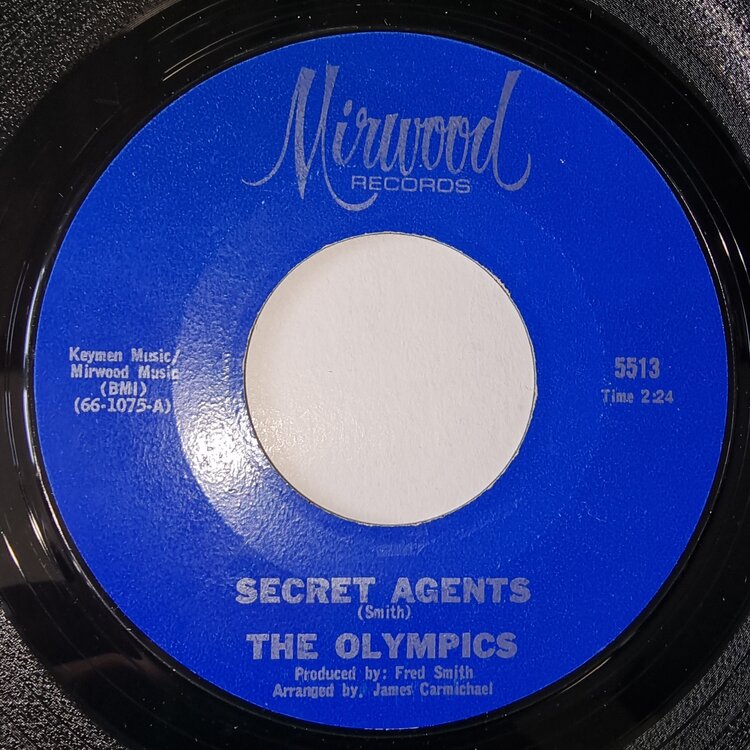 Mirwood
RECORDS
Keymen Music/
Mirwood Music
(BMI)
(66-1075-A)
5513
Time 2:24
SECRET AGENTS
(Smith)
THE OLYMPICS
Produced by: Fred Smith
Arranged by, James Carmichael